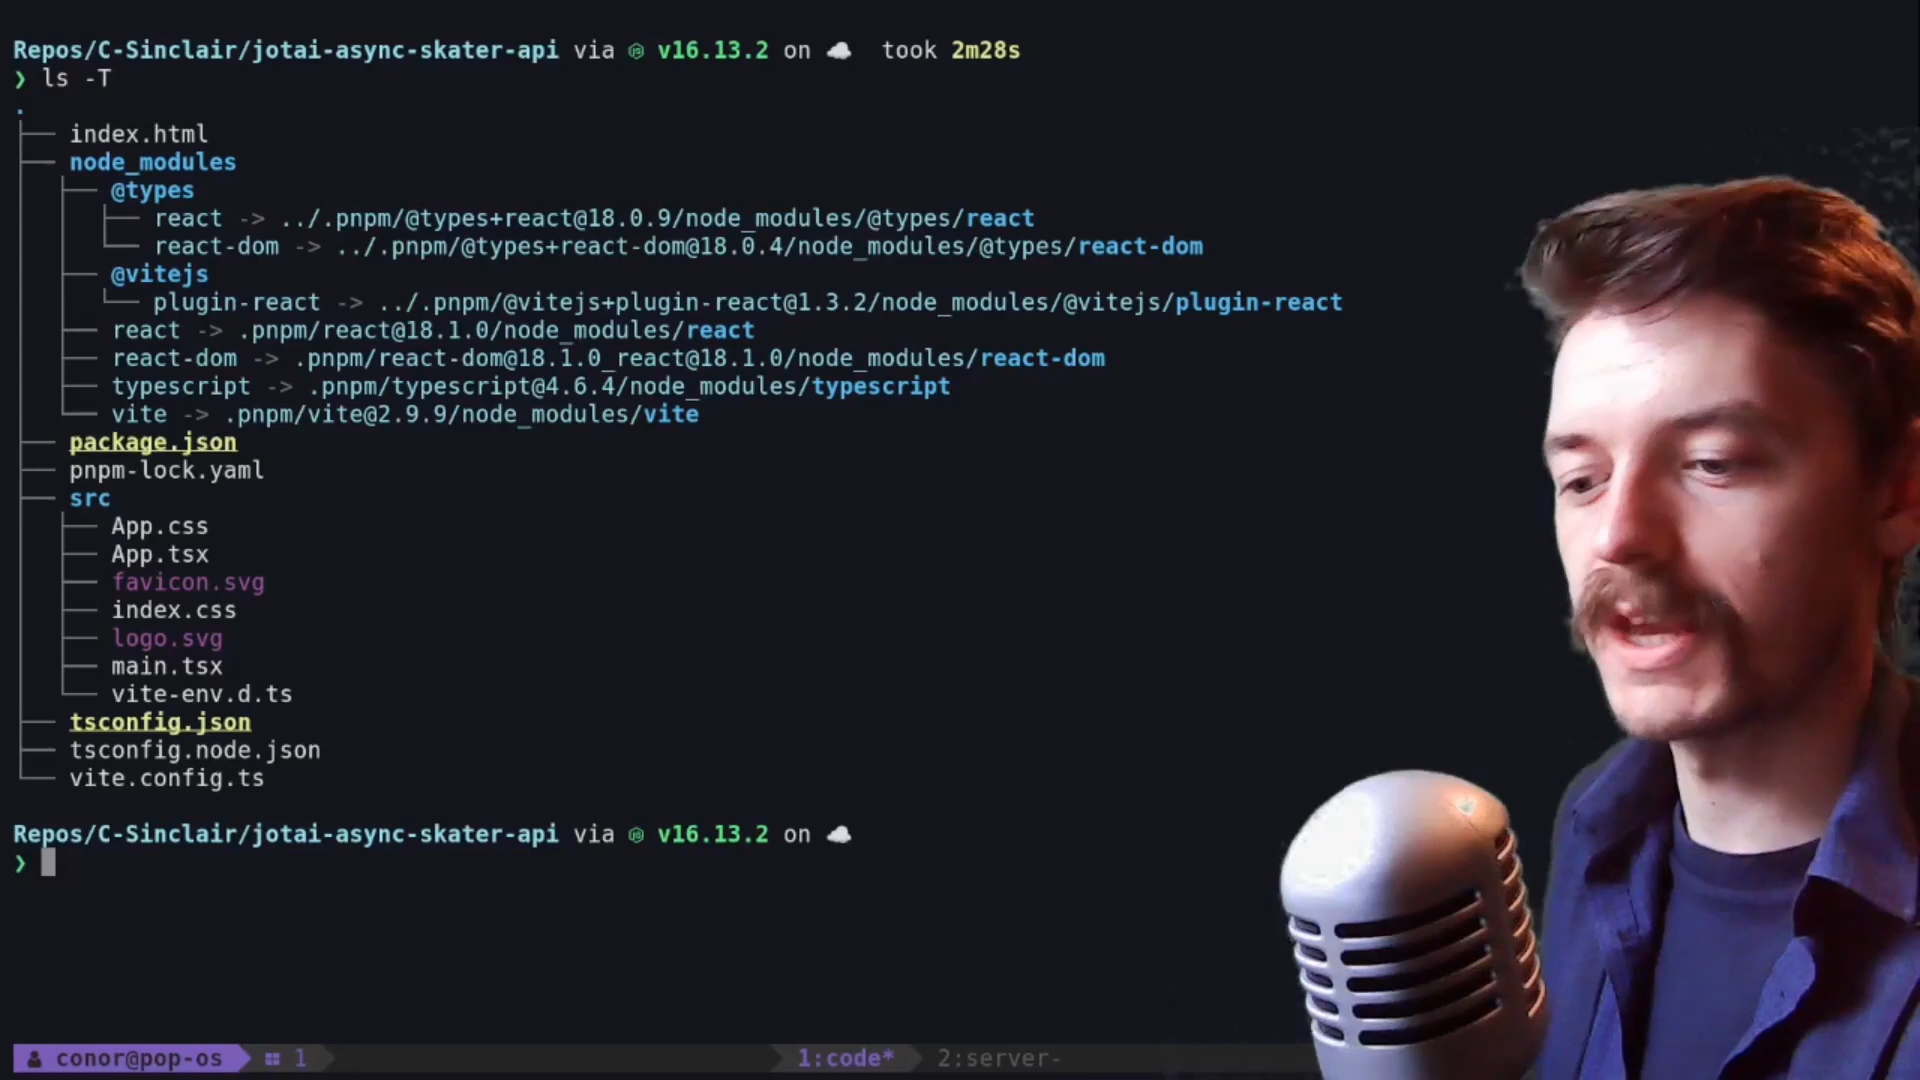 Repos/C-Sinclair/jotai-async-skater-api via v16.13.2 on took 2m28s
❯ ls -T
.
├── index.html
├── node_modules
│  ├── @types
│  │  ├── react -> ../.pnpm/@types+react@18.0.9/node_modules/@types/react
│  │  └── react-dom -> ../.pnpm/@types+react-dom@18.0.4/node_modules/@types/react-dom
│  ├── @vitejs
│  │  └── plugin-react -> ../.pnpm/@vitejs+plugin-react@1.3.2/node_modules/@vitejs/plugin-react
│  ├── react -> .pnpm/react@18.1.0/node_modules/react
│  ├── react-dom -> .pnpm/react-dom@18.1.0_react@18.1.0/node_modules/react-dom
│  ├── typescript -> .pnpm/typescript@4.6.4/node_modules/typescript
│  └── vite -> .pnpm/vite@2.9.9/node_modules/vite
├── package.json
├── pnpm-lock.yaml
├── src
│  ├── App.css
│  ├── App.tsx
│  ├── favicon.svg
│  ├── index.css
│  ├── logo.svg
│  ├── main.tsx
│  └── vite-env.d.ts
├── tsconfig.json
├── tsconfig.node.json
└── vite.config.ts
Repos/C-Sinclair/jotai-async-skater-api via v16.13.2 on
❯
conor@pop-os 1 1:code* 2:server-